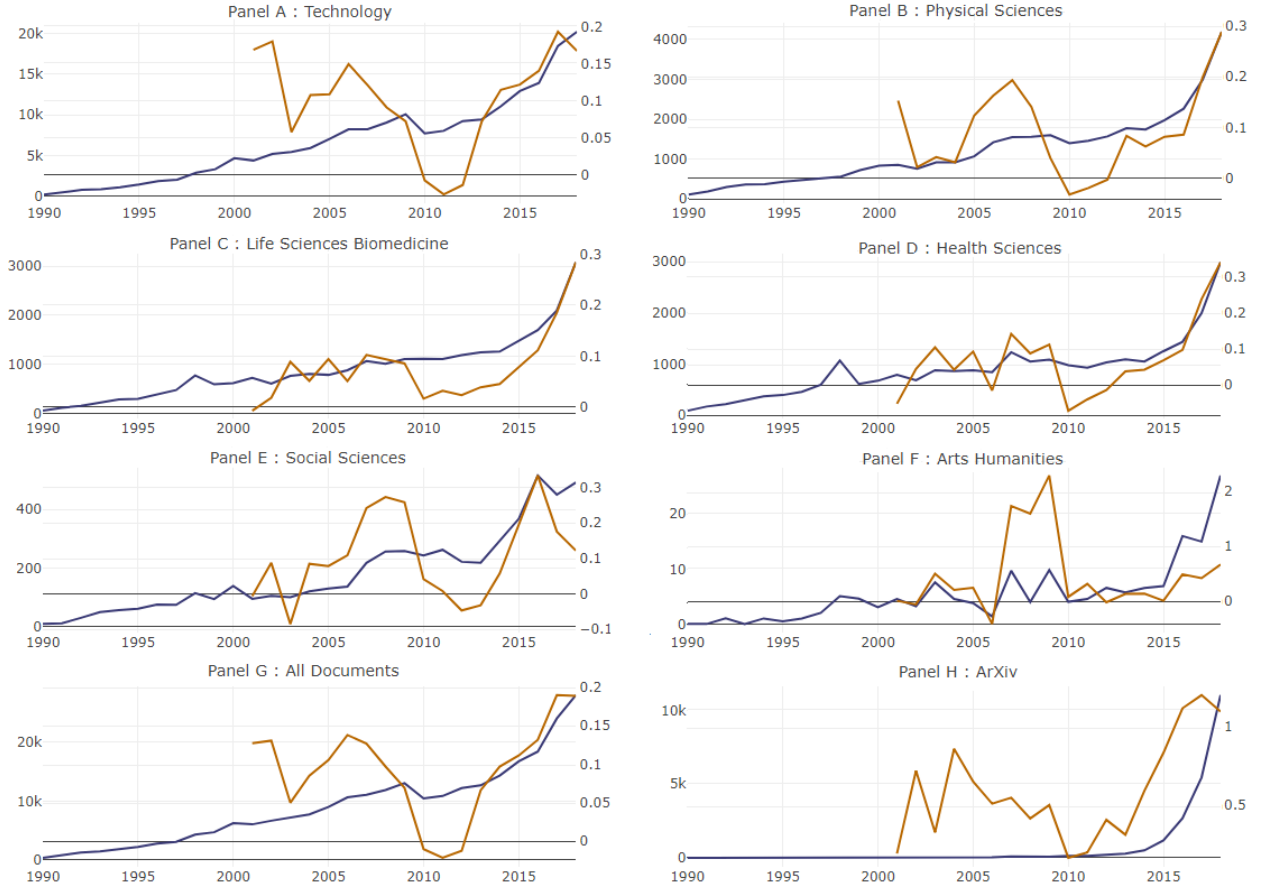 Panel A : Technology
20k
15k
10k
5k
0
0.2
0.15
0.1
0.05
0
1990 1995 2000 2005 2010 2015
Panel B : Physical Sciences
4000
3000
2000
1000
0
0.3
0.2
0.1
0
1990 1995 2000 2005 2010 2015
Panel C : Life Sciences Biomedicine
3000
2000
1000
0
0.3
0.2
0.1
0
1990 1995 2000 2005 2010 2015
Panel D : Health Sciences
3000
2000
1000
0
0.3
0.2
0.1
0
1990 1995 2000 2005 2010 2015
Panel E : Social Sciences
400
200
0
0.3
0.2
0.1
0
−0.1
1990 1995 2000 2005 2010 2015
Panel F : Arts Humanities
20
10
0
2
1
0
1990 1995 2000 2005 2010 2015
Panel G : All Documents
20k
10k
0
0.2
0.15
0.1
0.05
0
1990 1995 2000 2005 2010 2015
Panel H : ArXiv
10k
5k
0
1
0.5
1990 1995 2000 2005 2010 2015